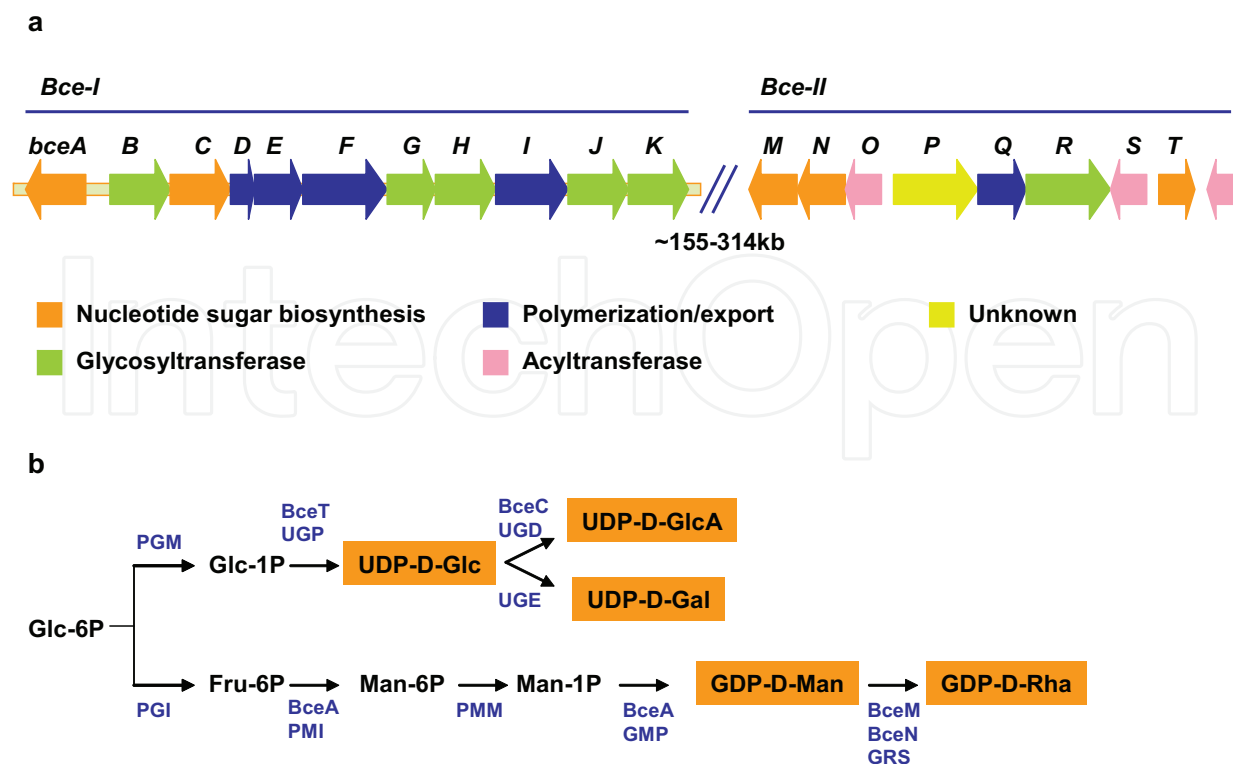 a
Bce-I Bce-II
bceA B C D E F G H I J K M N O P Q R S T
~155-314kb
Nucleotide sugar biosynthesis Polymerization/export Unknown
Glycosyltransferase Acyltransferase
IntechOpen
b
BceT BceC
UGP UGD UDP-D-GlcA
PGM
Glc-1P UDP-D-Glc
UGE UDP-D-Gal
Glc-6P
Fru-6P Man-6P Man-1P GDP-D-Man GDP-D-Rha
PGI BceA PMM BceA BceM
PMI GMP BceN
GRS